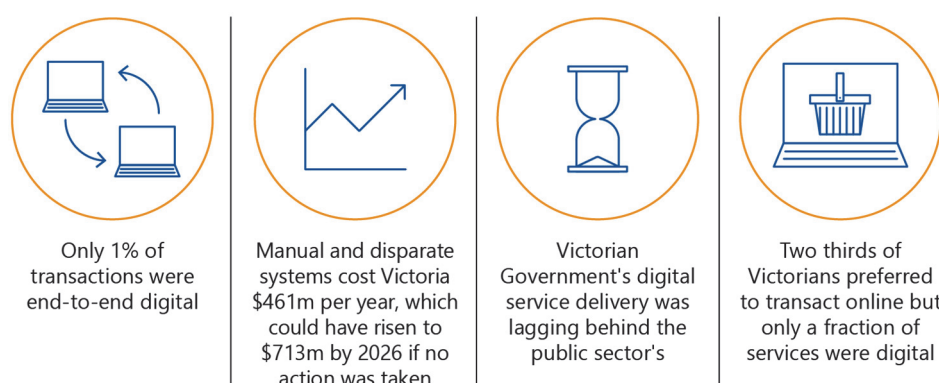 Only 1% of
transactions were
end-to-end digital
Manual and disparate
systems cost Victoria
$461m per year, which
could have risen to
$713m by 2026 if no
action was taken
Victorian
Government's digital
service delivery was
lagging behind the
public sector's
Two thirds of
Victorians preferred
to transact online but
only a fraction of
services were digital